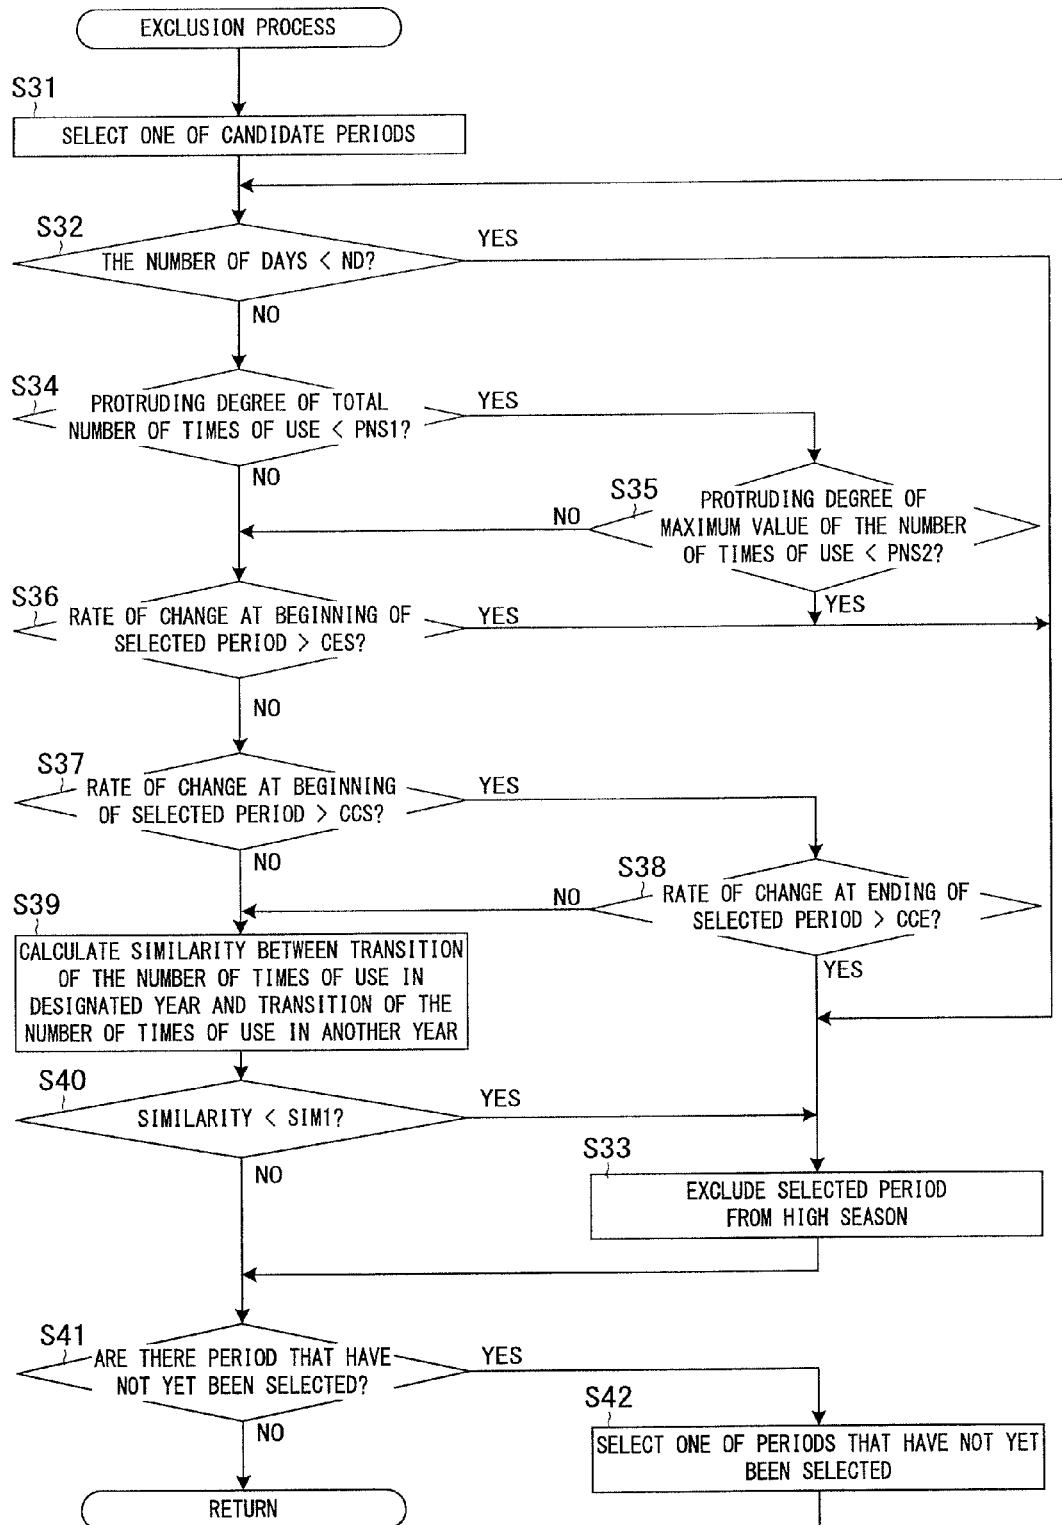 EXCLUSION PROCESS
S31
SELECT ONE OF CANDIDATE PERIODS
S32
THE NUMBER OF DAYS < ND?
YES
NO
S34
PROTRUDING DEGREE OF TOTAL
NUMBER OF TIMES OF USE < PNS1?
YES
NO
S35
PROTRUDING DEGREE OF
MAXIMUM VALUE OF THE NUMBER
OF TIMES OF USE < PNS2?
NO
YES
S36
RATE OF CHANGE AT BEGINNING OF
SELECTED PERIOD > CES?
YES
NO
S37
RATE OF CHANGE AT BEGINNING
OF SELECTED PERIOD > CCS?
YES
NO
S38
RATE OF CHANGE AT ENDING OF
SELECTED PERIOD > CCE?
NO
YES
S39
CALCULATE SIMILARITY BETWEEN TRANSITION
OF THE NUMBER OF TIMES OF USE IN
DESIGNATED YEAR AND TRANSITION OF THE
NUMBER OF TIMES OF USE IN ANOTHER YEAR
S40
SIMILARITY < SIM1?
YES
NO
S33
EXCLUDE SELECTED PERIOD
FROM HIGH SEASON
S41
ARE THERE PERIOD THAT HAVE
NOT YET BEEN SELECTED?
YES
NO
S42
SELECT ONE OF PERIODS THAT HAVE NOT YET
BEEN SELECTED
RETURN